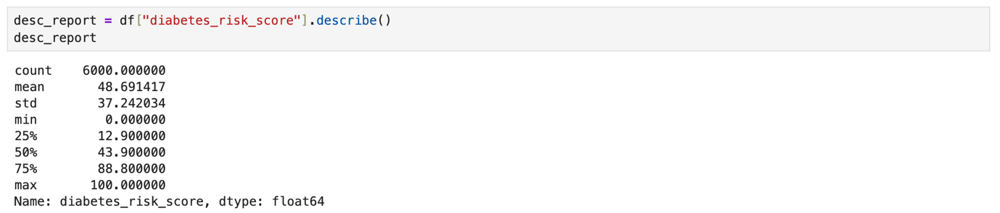 desc_report = df["diabetes_risk_score"].describe()
desc_report
count    6000.000000
mean       48.691417
std        37.242034
min         0.000000
25%        12.900000
50%        43.900000
75%        88.800000
max       100.000000
Name: diabetes_risk_score, dtype: float64